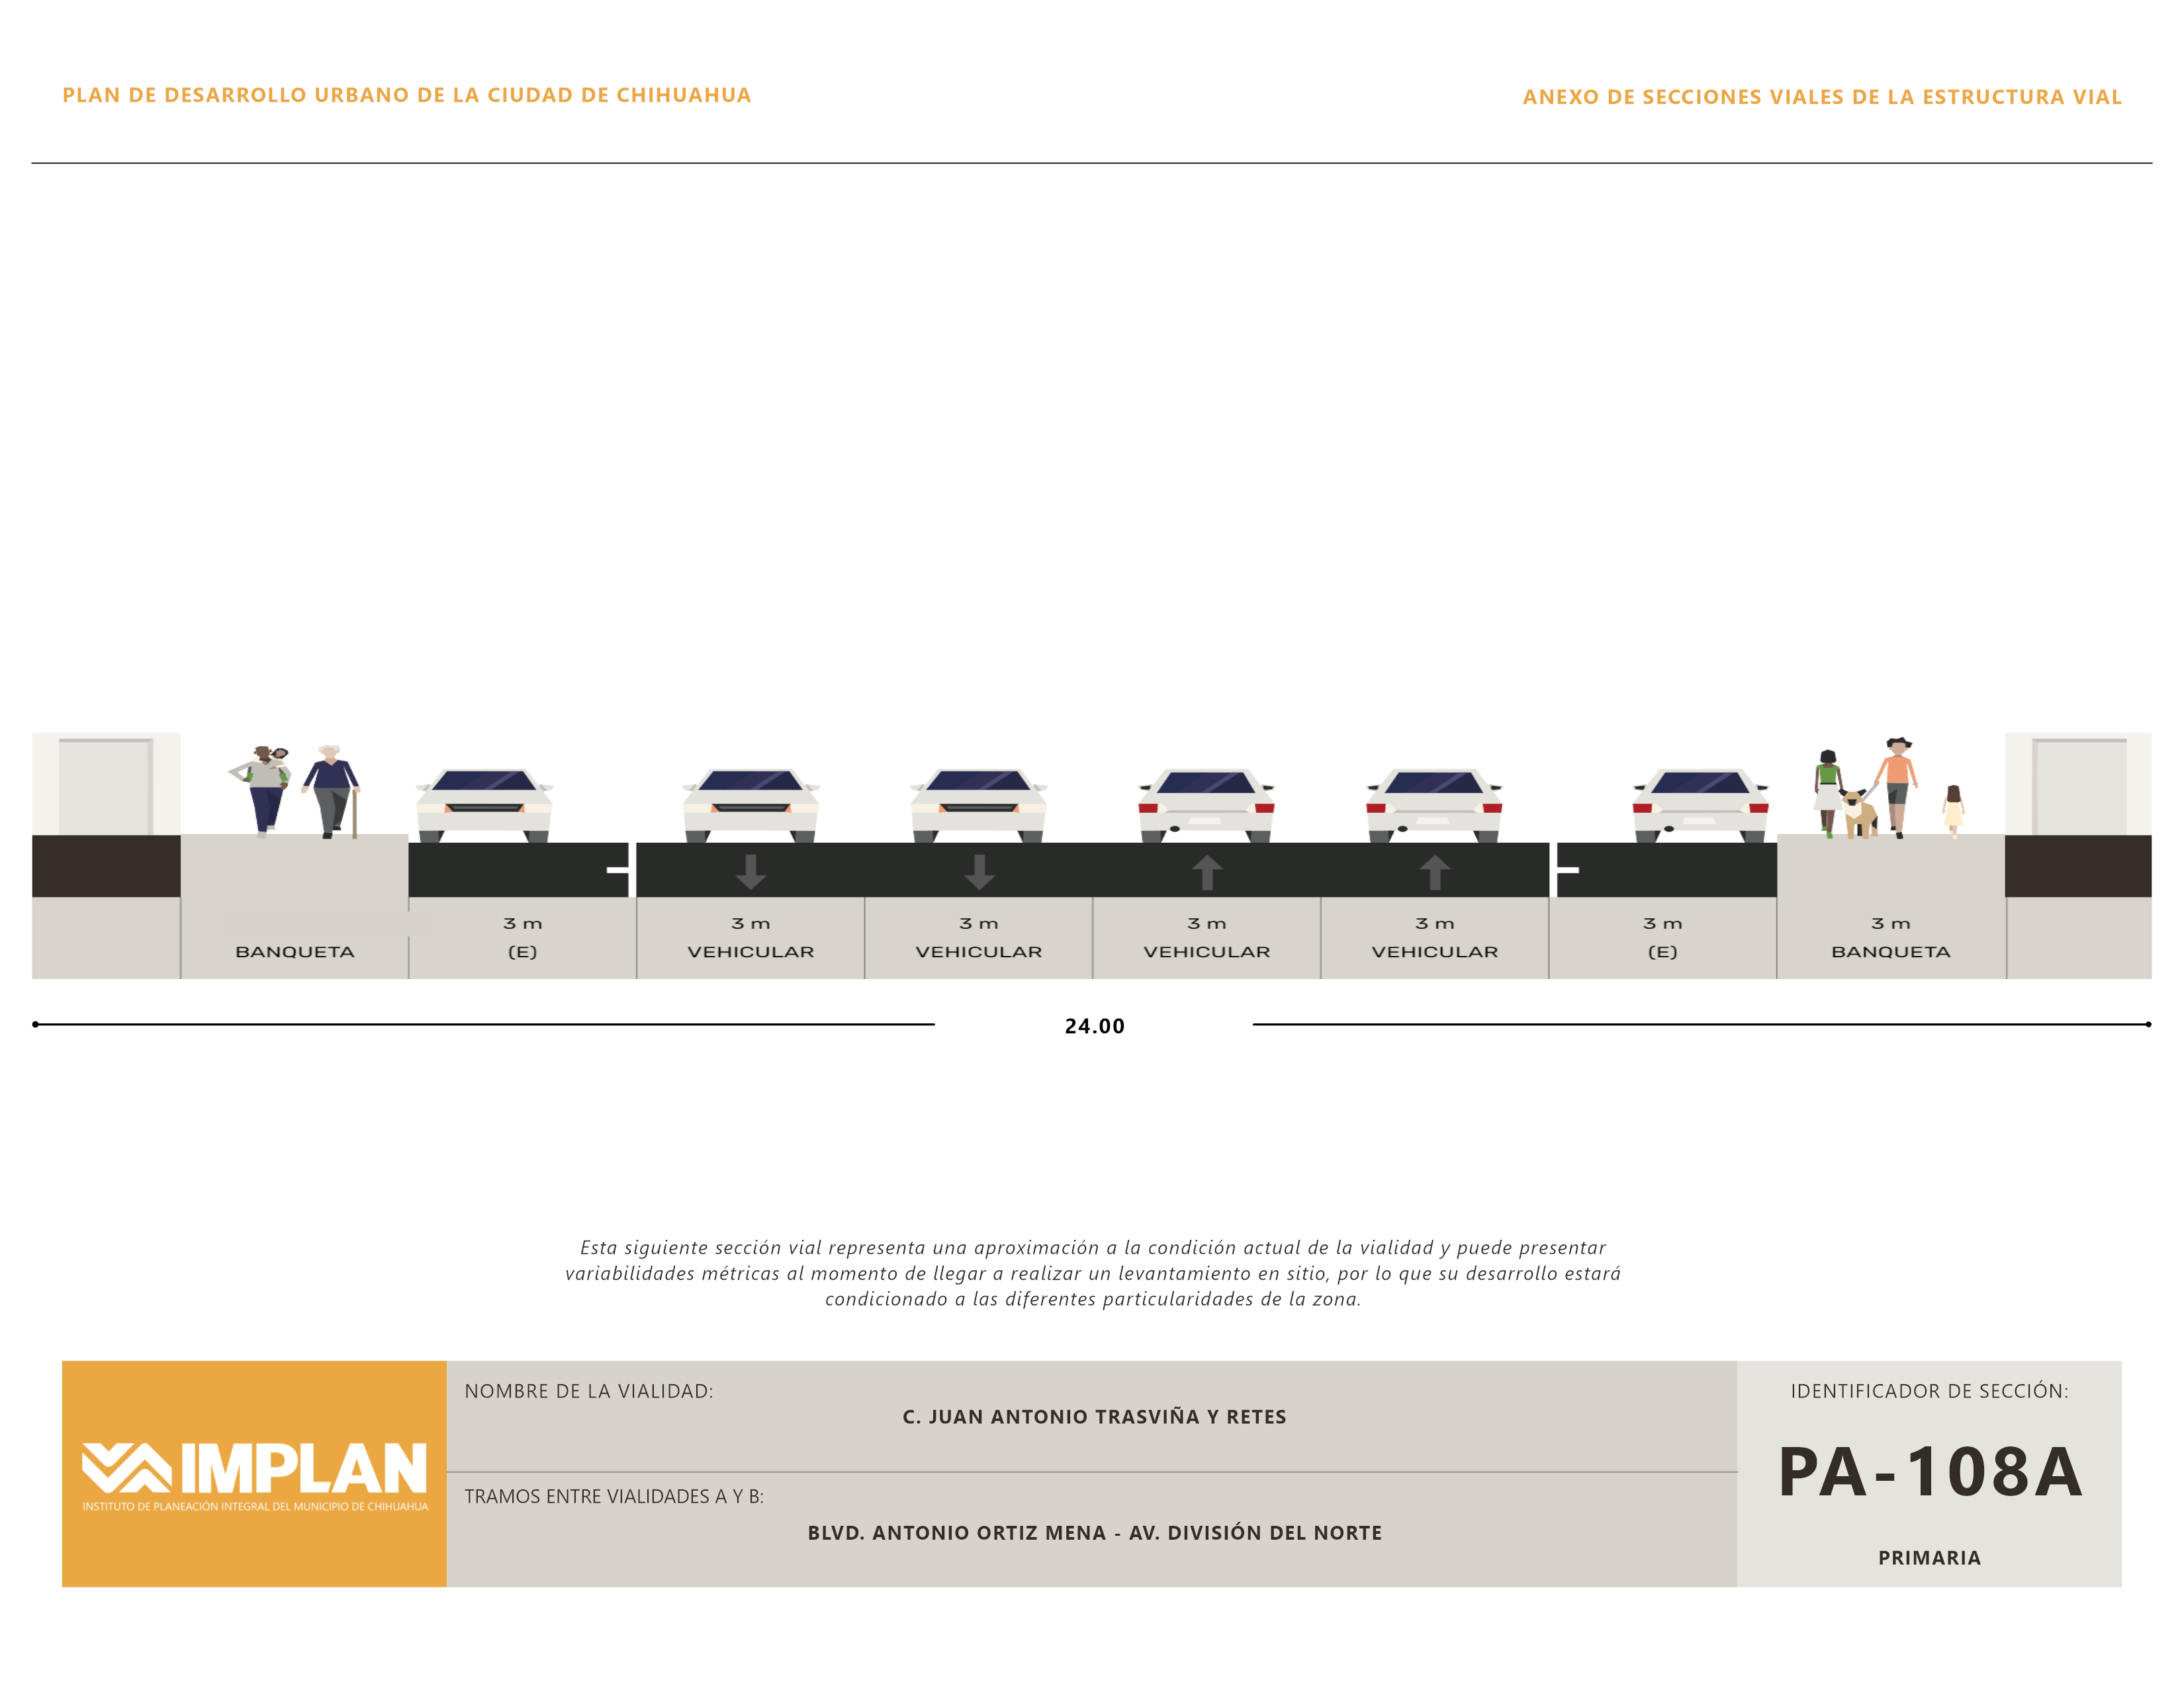 PLAN DE DESARROLLO URBANO DE LA CIUDAD DE CHIHUAHUA
ANEXO DE SECCIONES VIALES DE LA ESTRUCTURA VIAL
BANQUETA
3 m
(E)
3 m
VEHICULAR
3 m
VEHICULAR
3 m
VEHICULAR
3 m
VEHICULAR
3 m
(E)
3 m
BANQUETA
24.00
Esta siguiente sección vial representa una aproximación a la condición actual de la vialidad y puede presentar
variabilidades métricas al momento de llegar a realizar un levantamiento en sitio, por lo que su desarrollo estará
condicionado a las diferentes particularidades de la zona.
IMPLAN
INSTITUTO DE PLANEACIÓN INTEGRAL DEL MUNICIPIO DE CHIHUAHUA
NOMBRE DE LA VIALIDAD:
C. JUAN ANTONIO TRASVIÑA Y RETES
TRAMOS ENTRE VIALIDADES A Y B:
BLVD. ANTONIO ORTIZ MENA - AV. DIVISIÓN DEL NORTE
IDENTIFICADOR DE SECCIÓN:
PA-108A
PRIMARIA